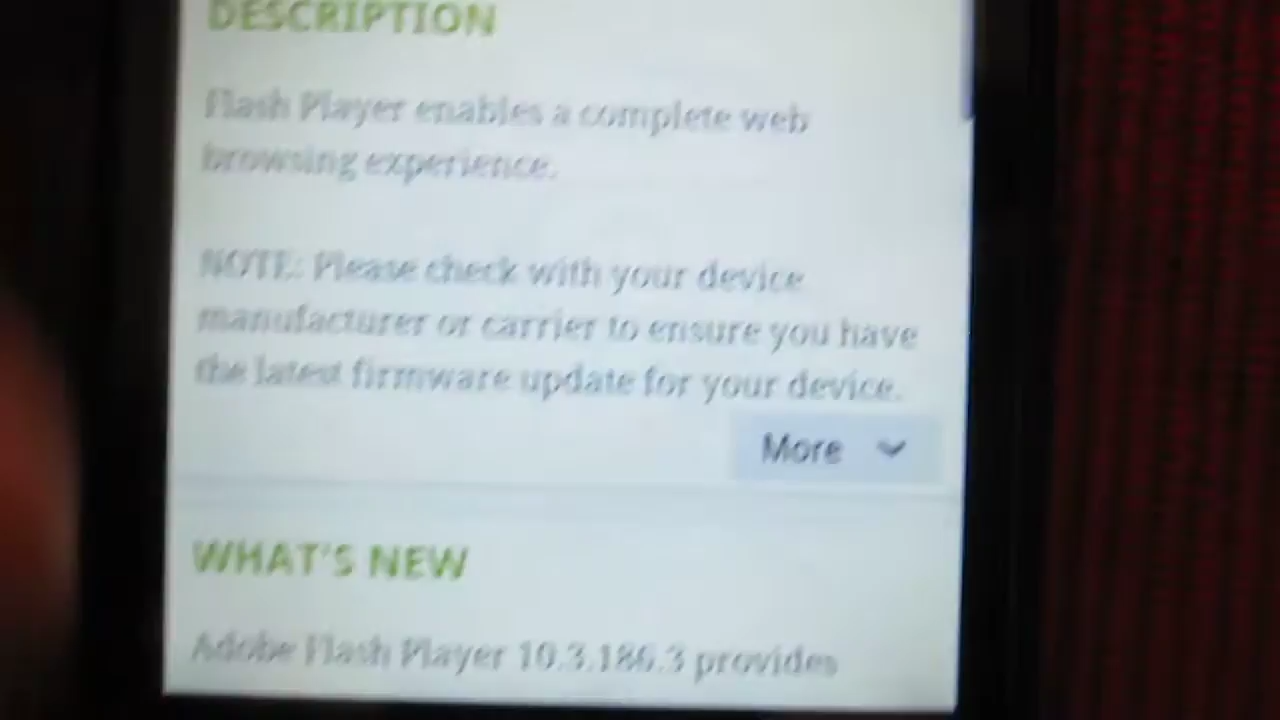 DESCRIPTION
Flash Player enables a complete web
browsing experience.
NOTE: Please check with your device
manufacturer or carrier to ensure you have
the latest firmware update for your device.
More
WHAT'S NEW
Adobe Flash Player 10.3.186.3 provides